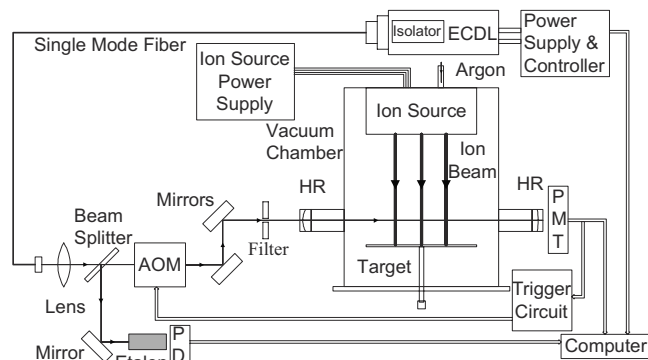 Single Mode Fiber
Isolator
ECDL
Power
Supply &
Controller
Ion Source
Power
Supply
Argon
Ion Source
Vacuum
Chamber
Ion
Beam
HR
HR
P
M
T
Mirrors
Beam
Splitter
Filter
AOM
Lens
Target
Trigger
Circuit
Mirror
Etalon
P
D
Computer